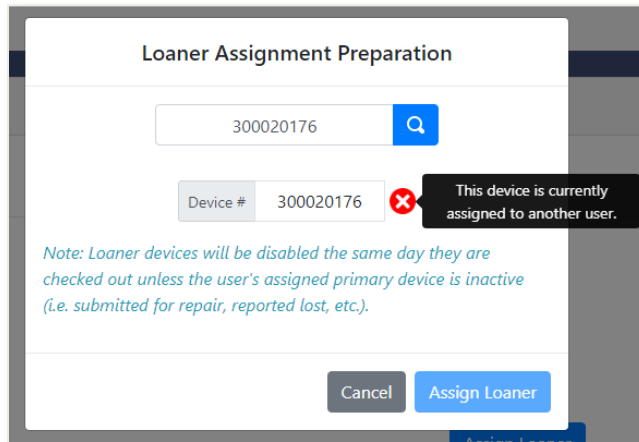 Loaner Assignment Preparation
300020176
Device # 300020176
This device is currently
assigned to another user.
Note: Loaner devices will be disabled the same day they are
checked out unless the user's assigned primary device is inactive
(i.e. submitted for repair, reported lost, etc.).
Cancel Assign Loaner
Assign Loaner